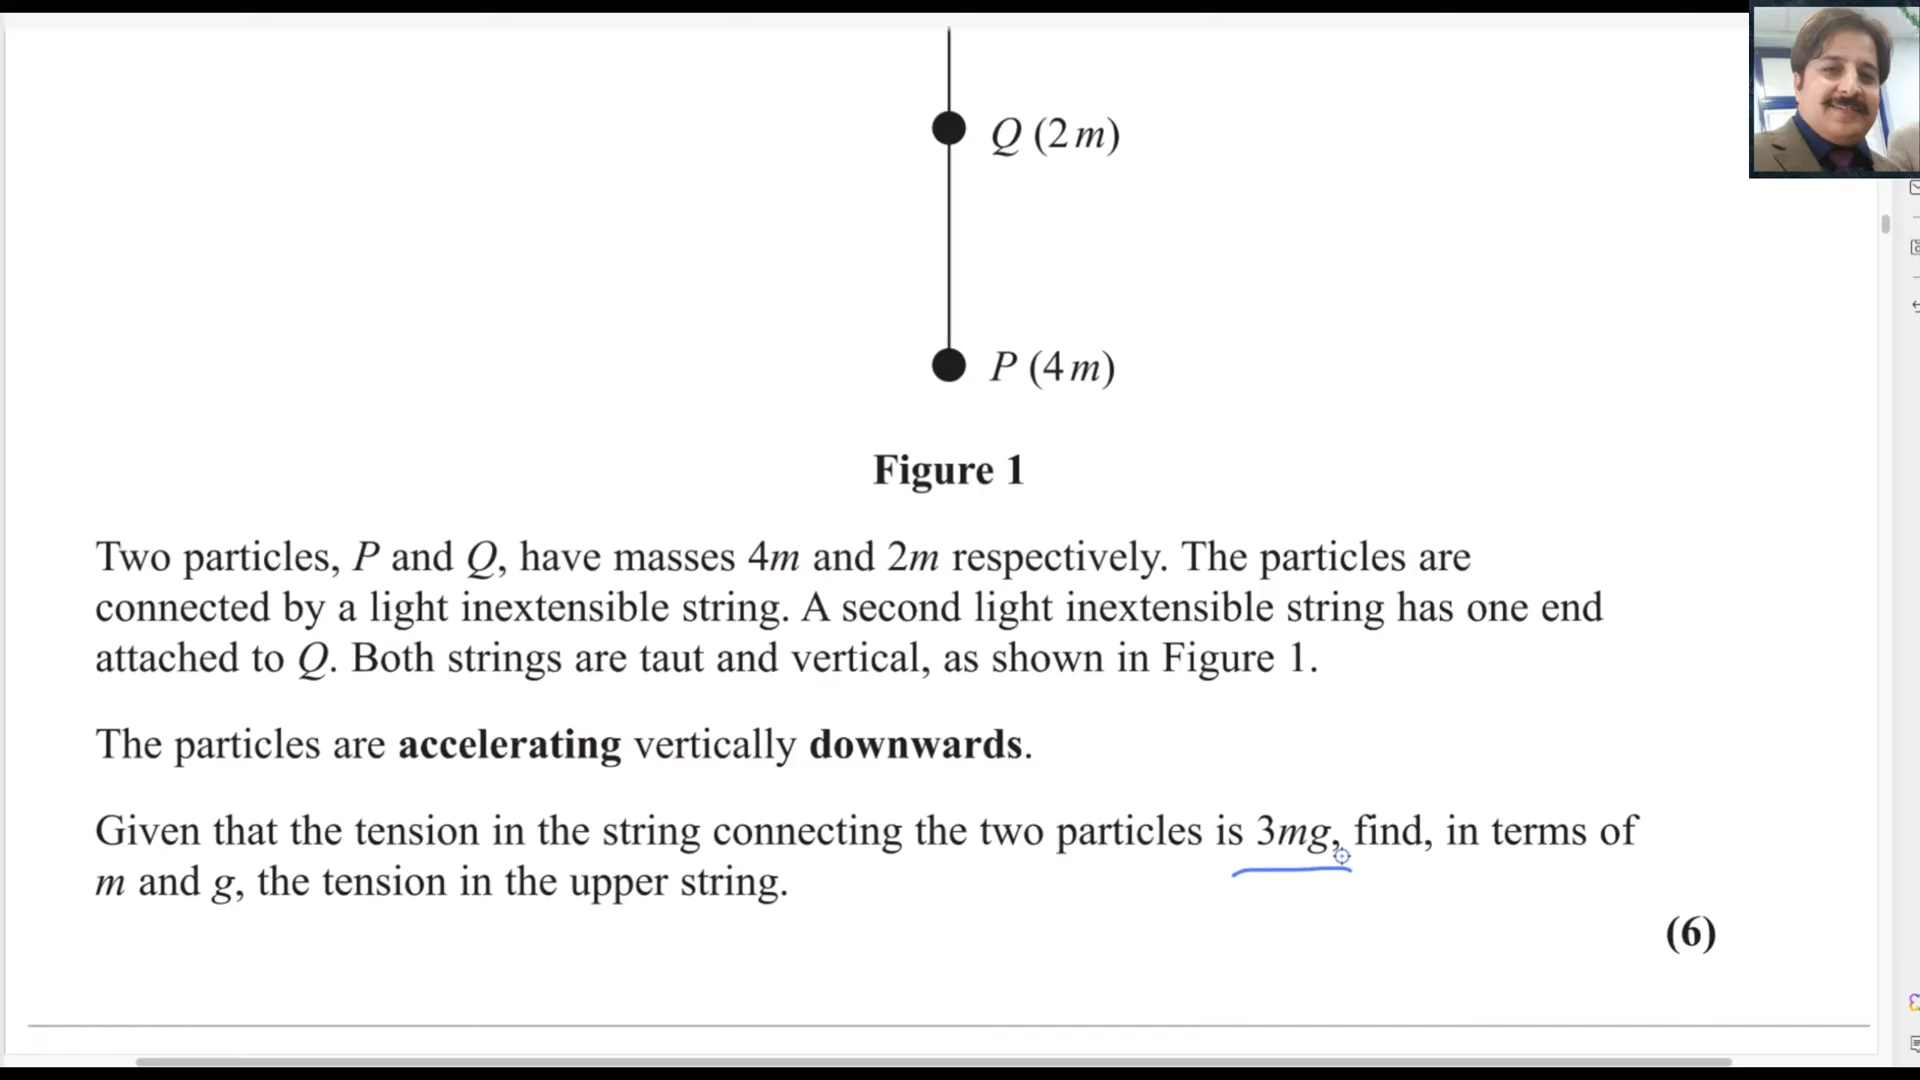 Q (2m)
P (4m)
Figure 1
Two particles, P and Q, have masses 4m and 2m respectively. The particles are
connected by a light inextensible string. A second light inextensible string has one end
attached to Q. Both strings are taut and vertical, as shown in Figure 1.
The particles are accelerating vertically downwards.
Given that the tension in the string connecting the two particles is 3mg, find, in terms of
m and g, the tension in the upper string.
(6)